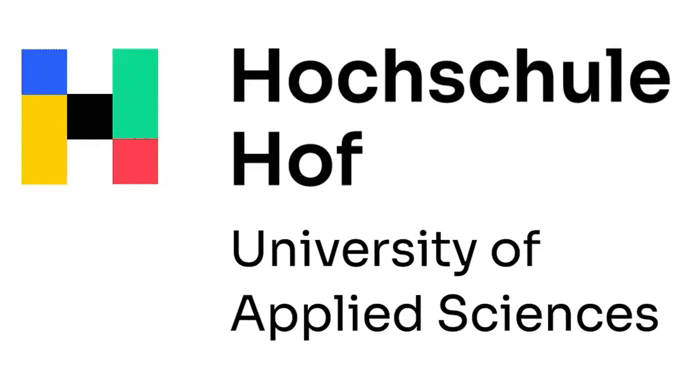 Hochschule
Hof
University of
Applied Sciences